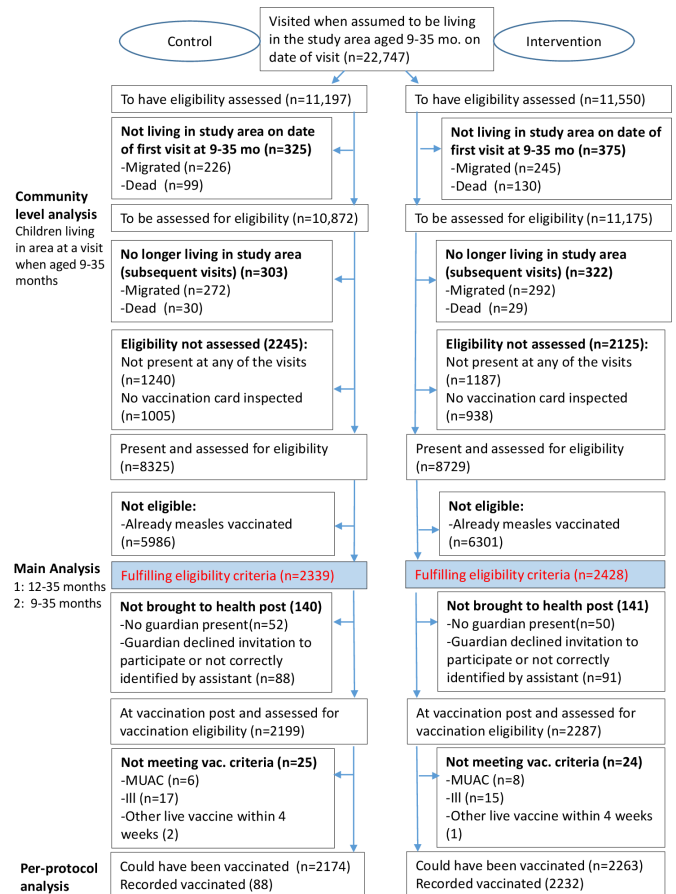 Visited when assumed to be living
in the study area aged 9-35 mo. on
date of visit (n=22,747)
Control
Intervention
To have eligibility assessed (n=11,197)
To have eligibility assessed (n=11,550)
Not living in study area on date
of first visit at 9-35 mo (n=325)
-Migrated (n=226)
-Dead (n=99)
Not living in study area on date of
first visit at 9-35 mo (n=375)
-Migrated (n=245)
-Dead (n=130)
Community
level analysis
Children living
in area at a visit
when aged 9-35
months
To be assessed for eligibility (n=10,872)
To be assessed for eligibility (n=11,175)
No longer living in study area
(subsequent visits) (n=303)
-Migrated (n=272)
-Dead (n=30)
No longer living in study area
(subsequent visits) (n=322)
-Migrated (n=292)
-Dead (n=29)
Eligibility not assessed (2245):
Not present at any of the visits
(n=1240)
No vaccination card inspected
(n=1005)
Eligibility not assessed (n=2125):
Not present at any of the visits
(n=1187)
No vaccination card inspected
(n=938)
Present and assessed for eligibility
(n=8325)
Present and assessed for eligibility
(n=8729)
Not eligible:
-Already measles vaccinated
(n=5986)
Not eligible:
-Already measles vaccinated
(n=6301)
Main Analysis
1: 12-35 months
2: 9-35 months
Fulfilling eligibility criteria (n=2339)
Fulfilling eligibility criteria (n=2428)
Not brought to health post (140)
-No guardian present(n=52)
-Guardian declined invitation to
participate or not correctly
identified by assistant (n=88)
Not brought to health post (141)
-No guardian present(n=50)
-Guardian declined invitation to
participate or not correctly
identified by assistant (n=91)
At vaccination post and assessed for
vaccination eligibility (n=2199)
At vaccination post and assessed for
vaccination eligibility (n=2287)
Not meeting vac. criteria (n=25)
-MUAC (n=6)
-Ill (n=17)
-Other live vaccine within 4
weeks (2)
Not meeting vac. criteria (n=24)
-MUAC (n=8)
-Ill (n=15)
-Other live vaccine within 4 weeks
(1)
Per-protocol
analysis
Could have been vaccinated (n=2174)
Recorded vaccinated (88)
Could have been vaccinated (n=2263)
Recorded vaccinated (2232)